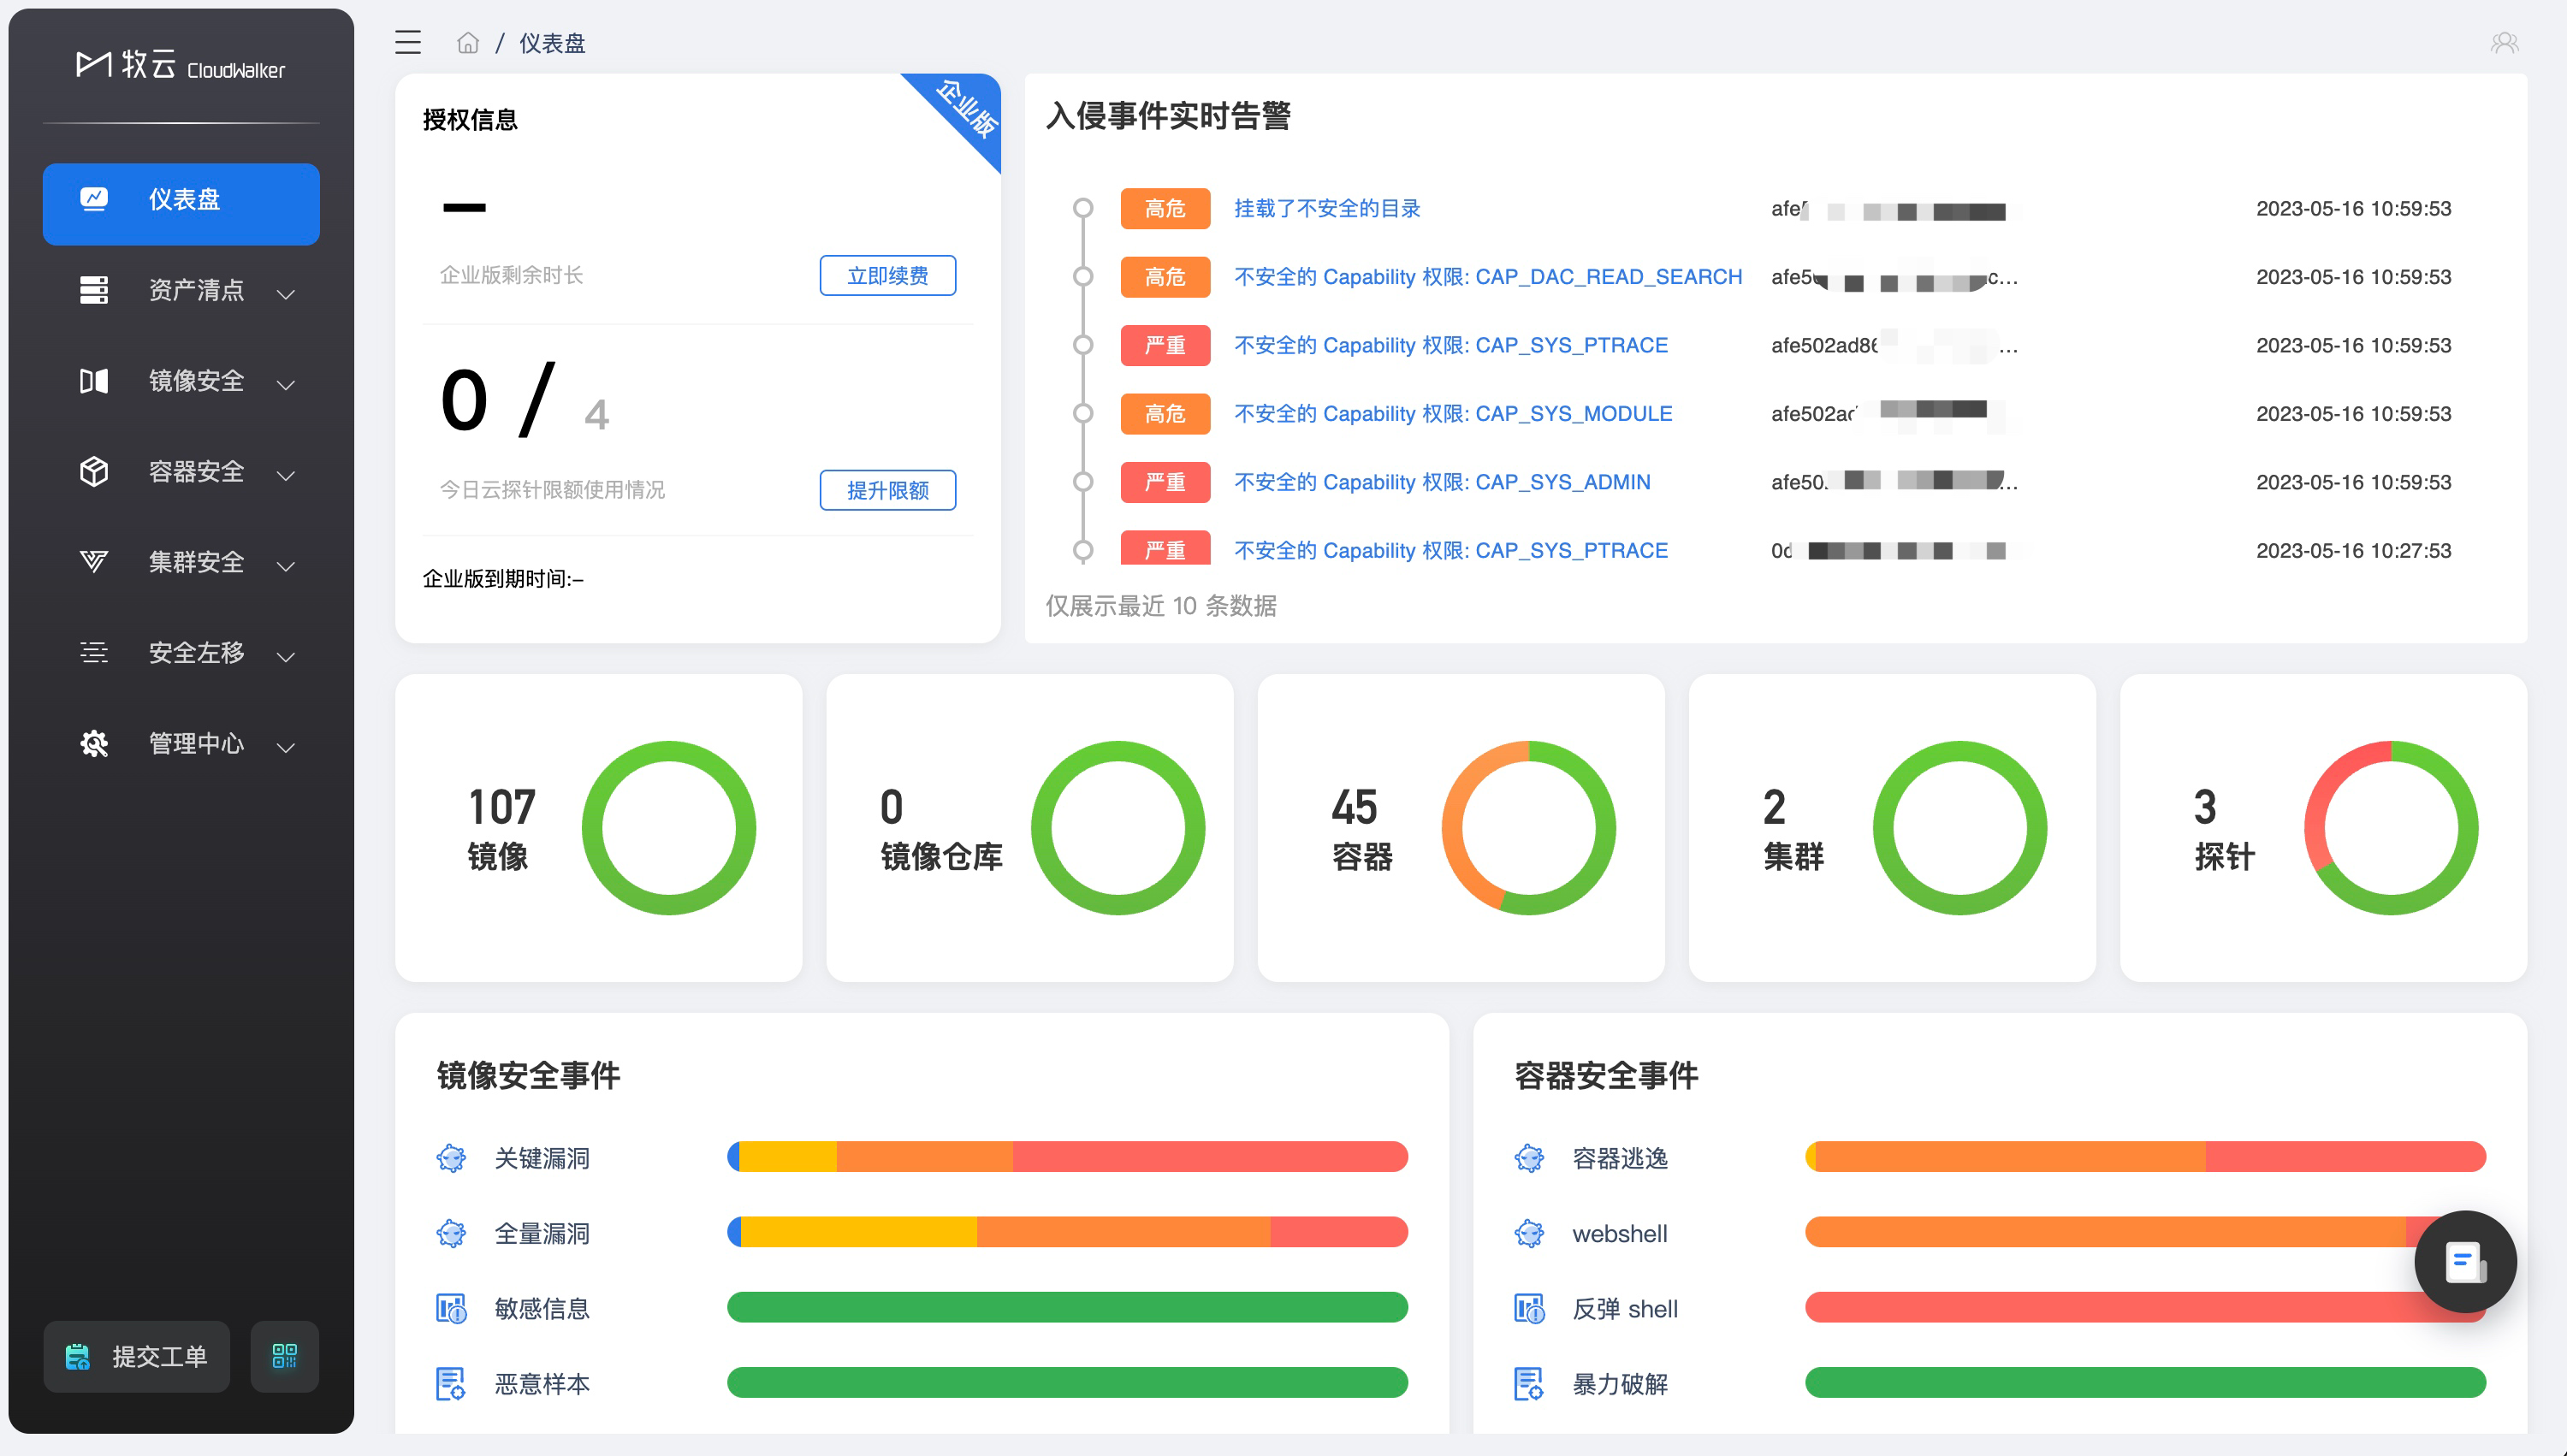 牧云 CloudWalker
仪表盘
资产清点
镜像安全
容器安全
集群安全
安全左移
管理中心
提交工单
/ 仪表盘
授权信息
企业版
–
企业版剩余时长
立即续费
0 / 4
今日云探针限额使用情况
提升限额
企业版到期时间:–
入侵事件实时告警
高危 挂载了不安全的目录 2023-05-16 10:59:53
高危 不安全的 Capability 权限: CAP_DAC_READ_SEARCH 2023-05-16 10:59:53
严重 不安全的 Capability 权限: CAP_SYS_PTRACE afe502ad86 ... 2023-05-16 10:59:53
高危 不安全的 Capability 权限: CAP_SYS_MODULE 2023-05-16 10:59:53
严重 不安全的 Capability 权限: CAP_SYS_ADMIN afe50 ... 2023-05-16 10:59:53
严重 不安全的 Capability 权限: CAP_SYS_PTRACE 2023-05-16 10:27:53
仅展示最近 10 条数据
107
镜像
0
镜像仓库
45
容器
2
集群
3
探针
镜像安全事件
关键漏洞
全量漏洞
敏感信息
恶意样本
容器安全事件
容器逃逸
webshell
反弹 shell
暴力破解